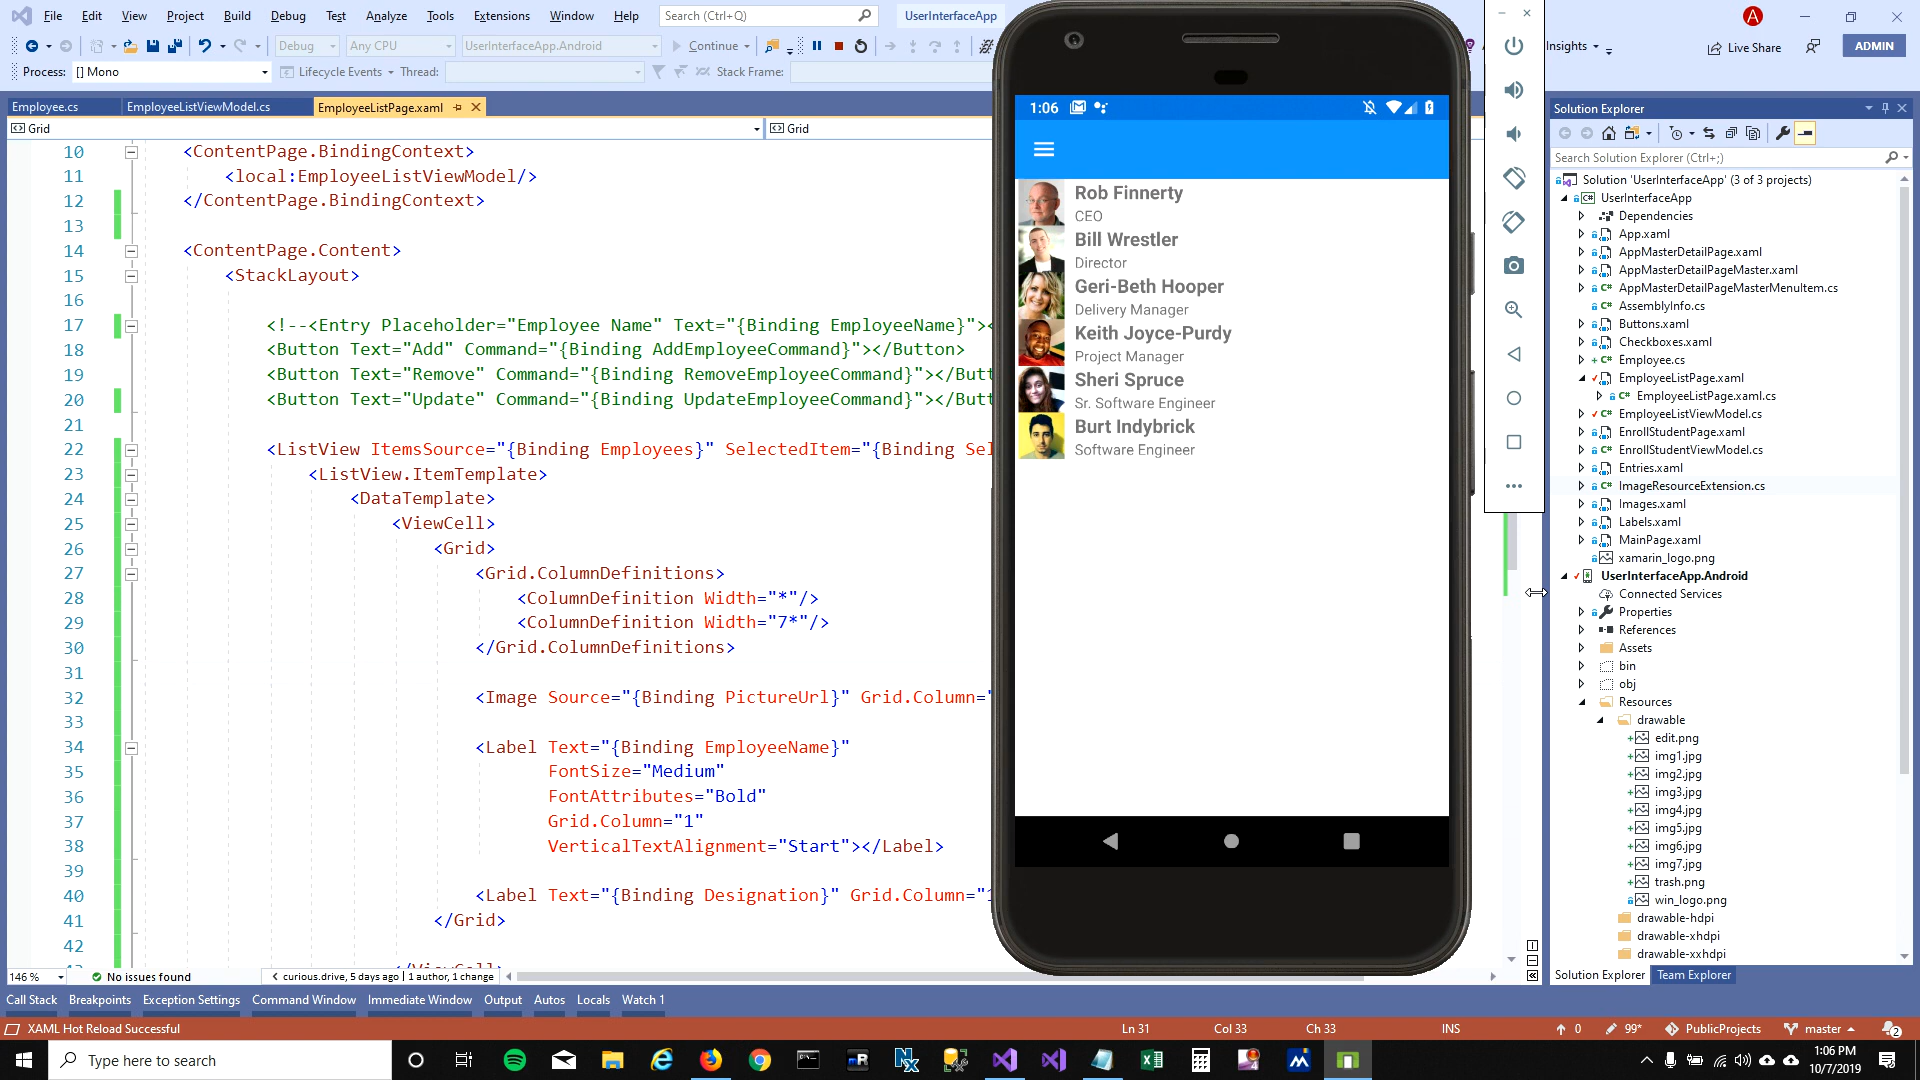 File Edit View Project Build Debug Test Analyze Tools Extensions Window Help Search (Ctrl+Q) UserInterfaceApp
Debug Any CPU UserInterfaceApp.Android Continue
Insights Live Share ADMIN
A
Process: [] Mono Lifecycle Events Thread: Stack Frame:
Employee.cs EmployeeListViewModel.cs EmployeeListPage.xaml
Grid Grid
10 <ContentPage.BindingContext>
11 <local:EmployeeListViewModel/>
12 </ContentPage.BindingContext>
13
14 <ContentPage.Content>
15 <StackLayout>
16
17 <!--<Entry Placeholder="Employee Name" Text="{Binding EmployeeName}"><
18 <Button Text="Add" Command="{Binding AddEmployeeCommand}"></Button>
19 <Button Text="Remove" Command="{Binding RemoveEmployeeCommand}"></Butt
20 <Button Text="Update" Command="{Binding UpdateEmployeeCommand}"></Butt
21
22 <ListView ItemsSource="{Binding Employees}" SelectedItem="{Binding Sel
23 <ListView.ItemTemplate>
24 <DataTemplate>
25 <ViewCell>
26 <Grid>
27 <Grid.ColumnDefinitions>
28 <ColumnDefinition Width="*"/>
29 <ColumnDefinition Width="7*"/>
30 </Grid.ColumnDefinitions>
31
32 <Image Source="{Binding PictureUrl}" Grid.Column="
33
34 <Label Text="{Binding EmployeeName}"
35 FontSize="Medium"
36 FontAttributes="Bold"
37 Grid.Column="1"
38 VerticalTextAlignment="Start"></Label>
39
40 <Label Text="{Binding Designation}" Grid.Column="1
41 </Grid>
42
1:06
Rob Finnerty
CEO
Bill Wrestler
Director
Geri-Beth Hooper
Delivery Manager
Keith Joyce-Purdy
Project Manager
Sheri Spruce
Sr. Software Engineer
Burt Indybrick
Software Engineer
Solution Explorer
Search Solution Explorer (Ctrl+;)
Solution 'UserInterfaceApp' (3 of 3 projects)
UserInterfaceApp
Dependencies
App.xaml
AppMasterDetailPage.xaml
AppMasterDetailPageMaster.xaml
AppMasterDetailPageMasterMenuItem.cs
AssemblyInfo.cs
Buttons.xaml
Checkboxes.xaml
Employee.cs
EmployeeListPage.xaml
EmployeeListPage.xaml.cs
EmployeeListViewModel.cs
EnrollStudentPage.xaml
EnrollStudentViewModel.cs
Entries.xaml
ImageResourceExtension.cs
Images.xaml
Labels.xaml
MainPage.xaml
xamarin_logo.png
UserInterfaceApp.Android
Connected Services
Properties
References
Assets
bin
obj
Resources
drawable
edit.png
img1.jpg
img2.jpg
img3.jpg
img4.jpg
img5.jpg
img6.jpg
img7.jpg
trash.png
win_logo.png
drawable-hdpi
drawable-xhdpi
drawable-xxhdpi
Solution Explorer Team Explorer
146 % No issues found curious.drive, 5 days ago | 1 author, 1 change
Call Stack Breakpoints Exception Settings Command Window Immediate Window Output Autos Locals Watch 1
XAML Hot Reload Successful Ln 31 Col 33 Ch 33 INS 0 99* PublicProjects master 2
Type here to search
1:06 PM
10/7/2019